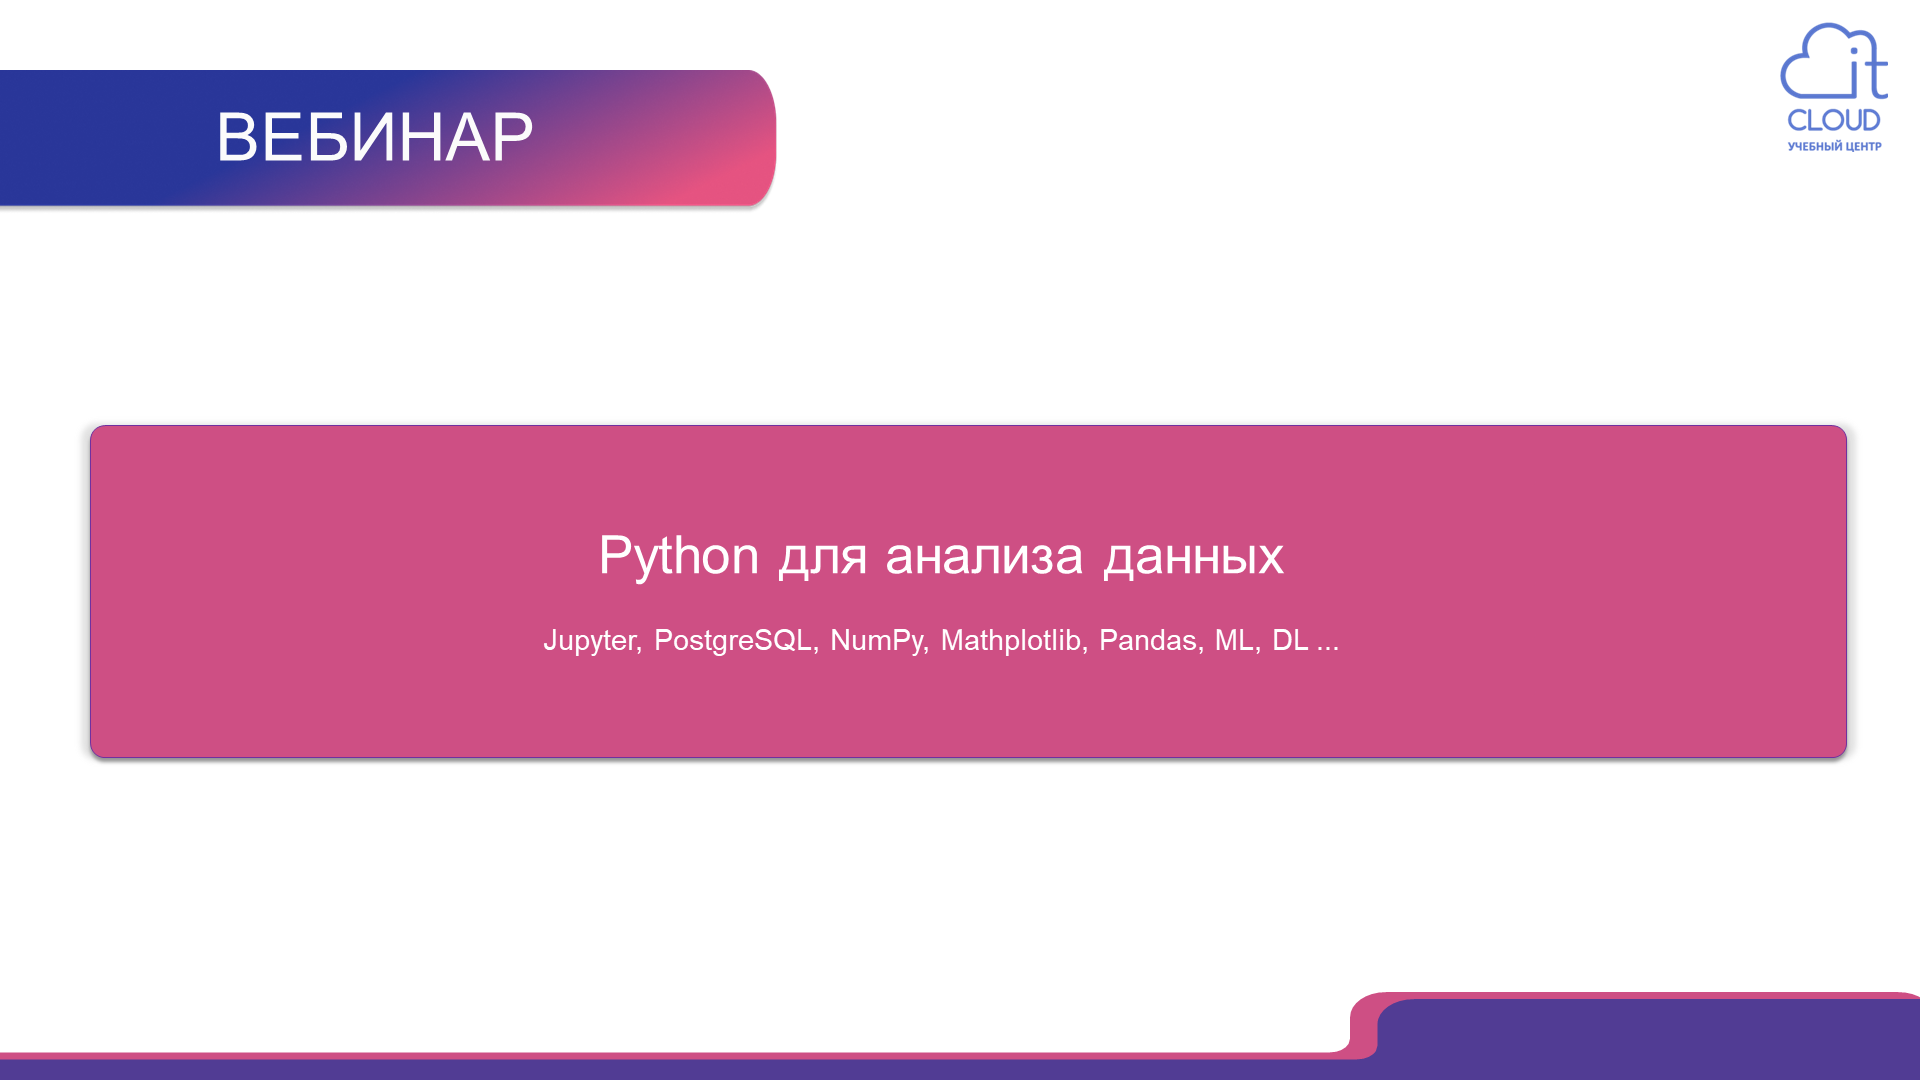 ВЕБИНАР
it
CLOUD
УЧЕБНЫЙ ЦЕНТР
Python для анализа данных
Jupyter, PostgreSQL, NumPy, Mathplotlib, Pandas, ML, DL ...